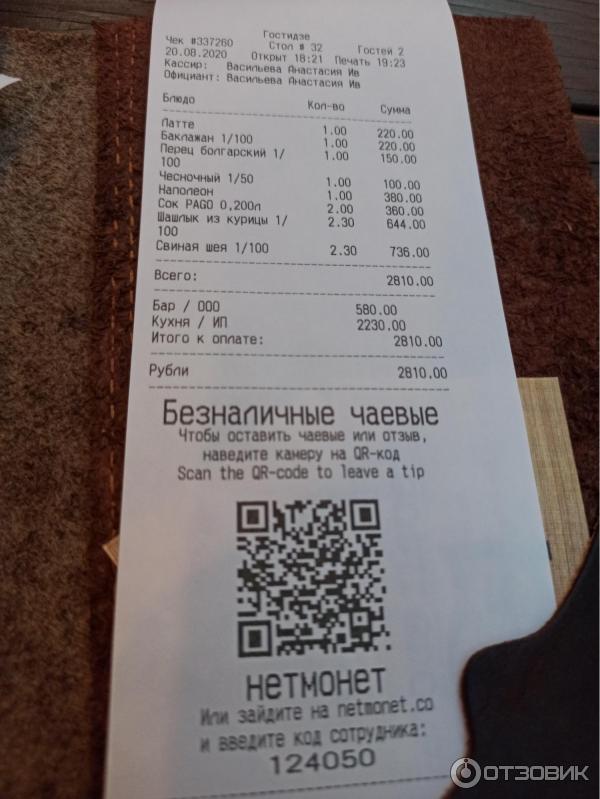 Гостидзе
Чек #337260 Стол # 32 Гостей 2
20.08.2020 Открыт 18:21 Печать 19:23
Кассир: Васильева Анастасия Ив
Официант: Васильева Анастасия Ив
Блюдо Кол-во Сумма
Латте 1.00 220.00
Баклажан 1/100 1.00 220.00
Перец болгарский 1/ 1.00 150.00
100
Чесночный 1/50 1.00 100.00
Наполеон 1.00 380.00
Сок PAGO 0,200л 2.00 360.00
Шашлык из курицы 1/ 2.30 644.00
100
Свиная шея 1/100 2.30 736.00
Всего: 2810.00
Бар / ООО 580.00
Кухня / ИП 2230.00
Итого к оплате: 2810.00
Рубли 2810.00
Безналичные чаевые
Чтобы оставить чаевые или отзыв,
наведите камеру на QR-код
Scan the QR-code to leave a tip
нетмонет
Или зайдите на netmonet.co
и введите код сотрудника:
124050
ОТЗОВИК